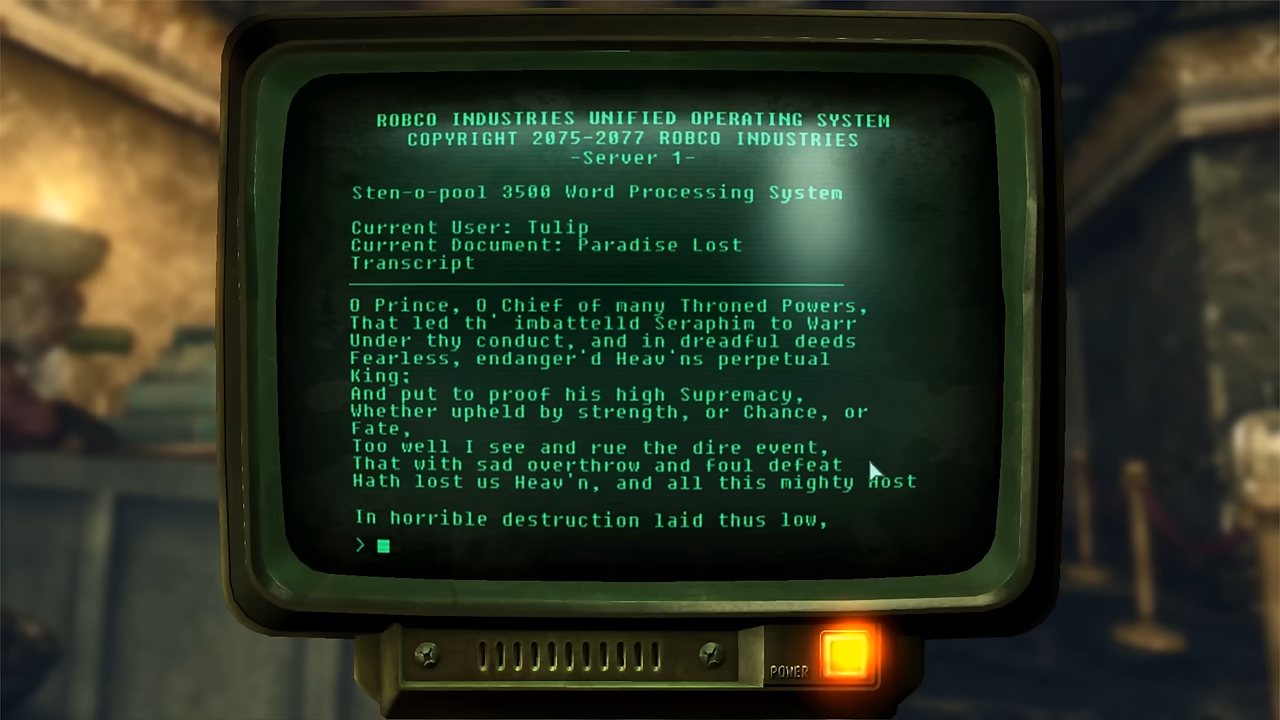 ROBCO INDUSTRIES UNIFIED OPERATING SYSTEM
COPYRIGHT 2075-2077 ROBCO INDUSTRIES
-Server 1-
Sten-o-pool 3500 Word Processing System
Current User: Tulip
Current Document: Paradise Lost
Transcript
O Prince, O Chief of many Throned Powers,
That led th' imbattelld Seraphim to Warr
Under thy conduct, and in dreadful deeds
Fearless, endanger'd Heav'ns perpetual
King;
And put to proof his high Supremacy,
Whether upheld by strength, or Chance, or
Fate,
Too well I see and rue the dire event,
That with sad overthrow and foul defeat
Hath lost us Heav'n, and all this mighty Host
In horrible destruction laid thus low,
>
POWER